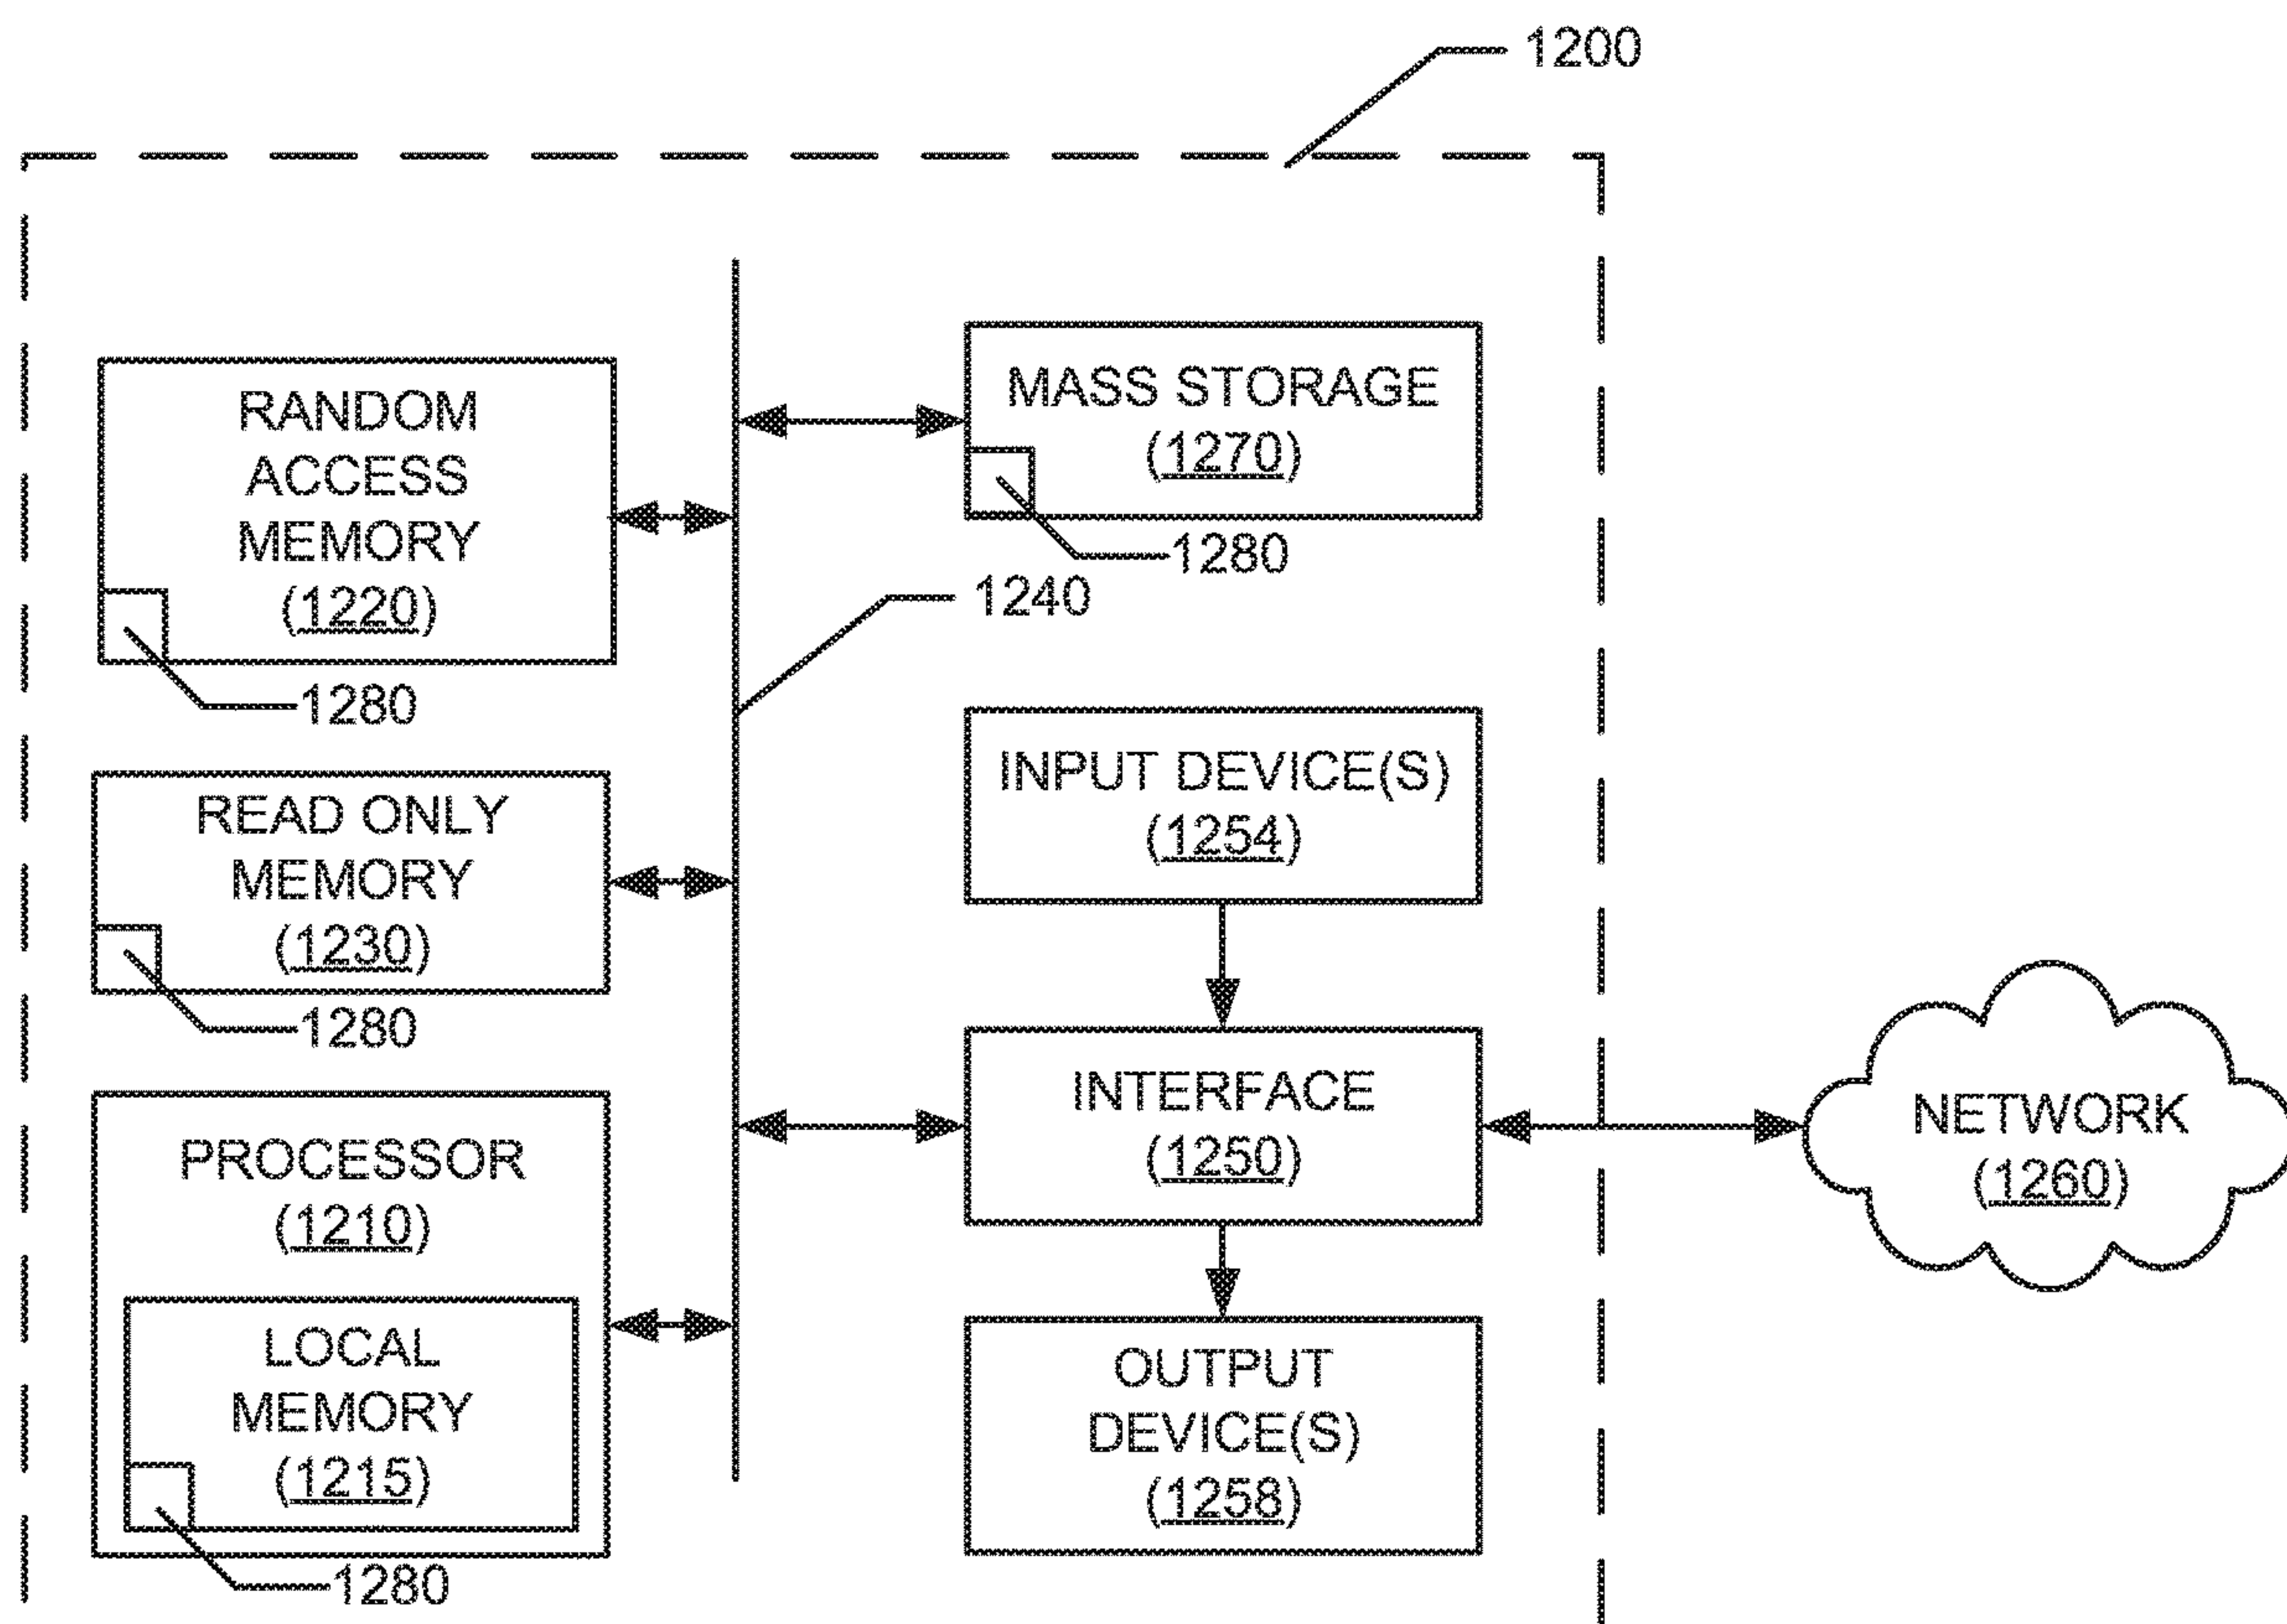 1200
RANDOM
ACCESS
MEMORY
(1220)
1280
READ ONLY
MEMORY
(1230)
1280
PROCESSOR
(1210)
LOCAL
MEMORY
(1215)
1280
MASS STORAGE
(1270)
1280
1240
INPUT DEVICE(S)
(1254)
INTERFACE
(1250)
OUTPUT
DEVICE(S)
(1258)
NETWORK
(1260)